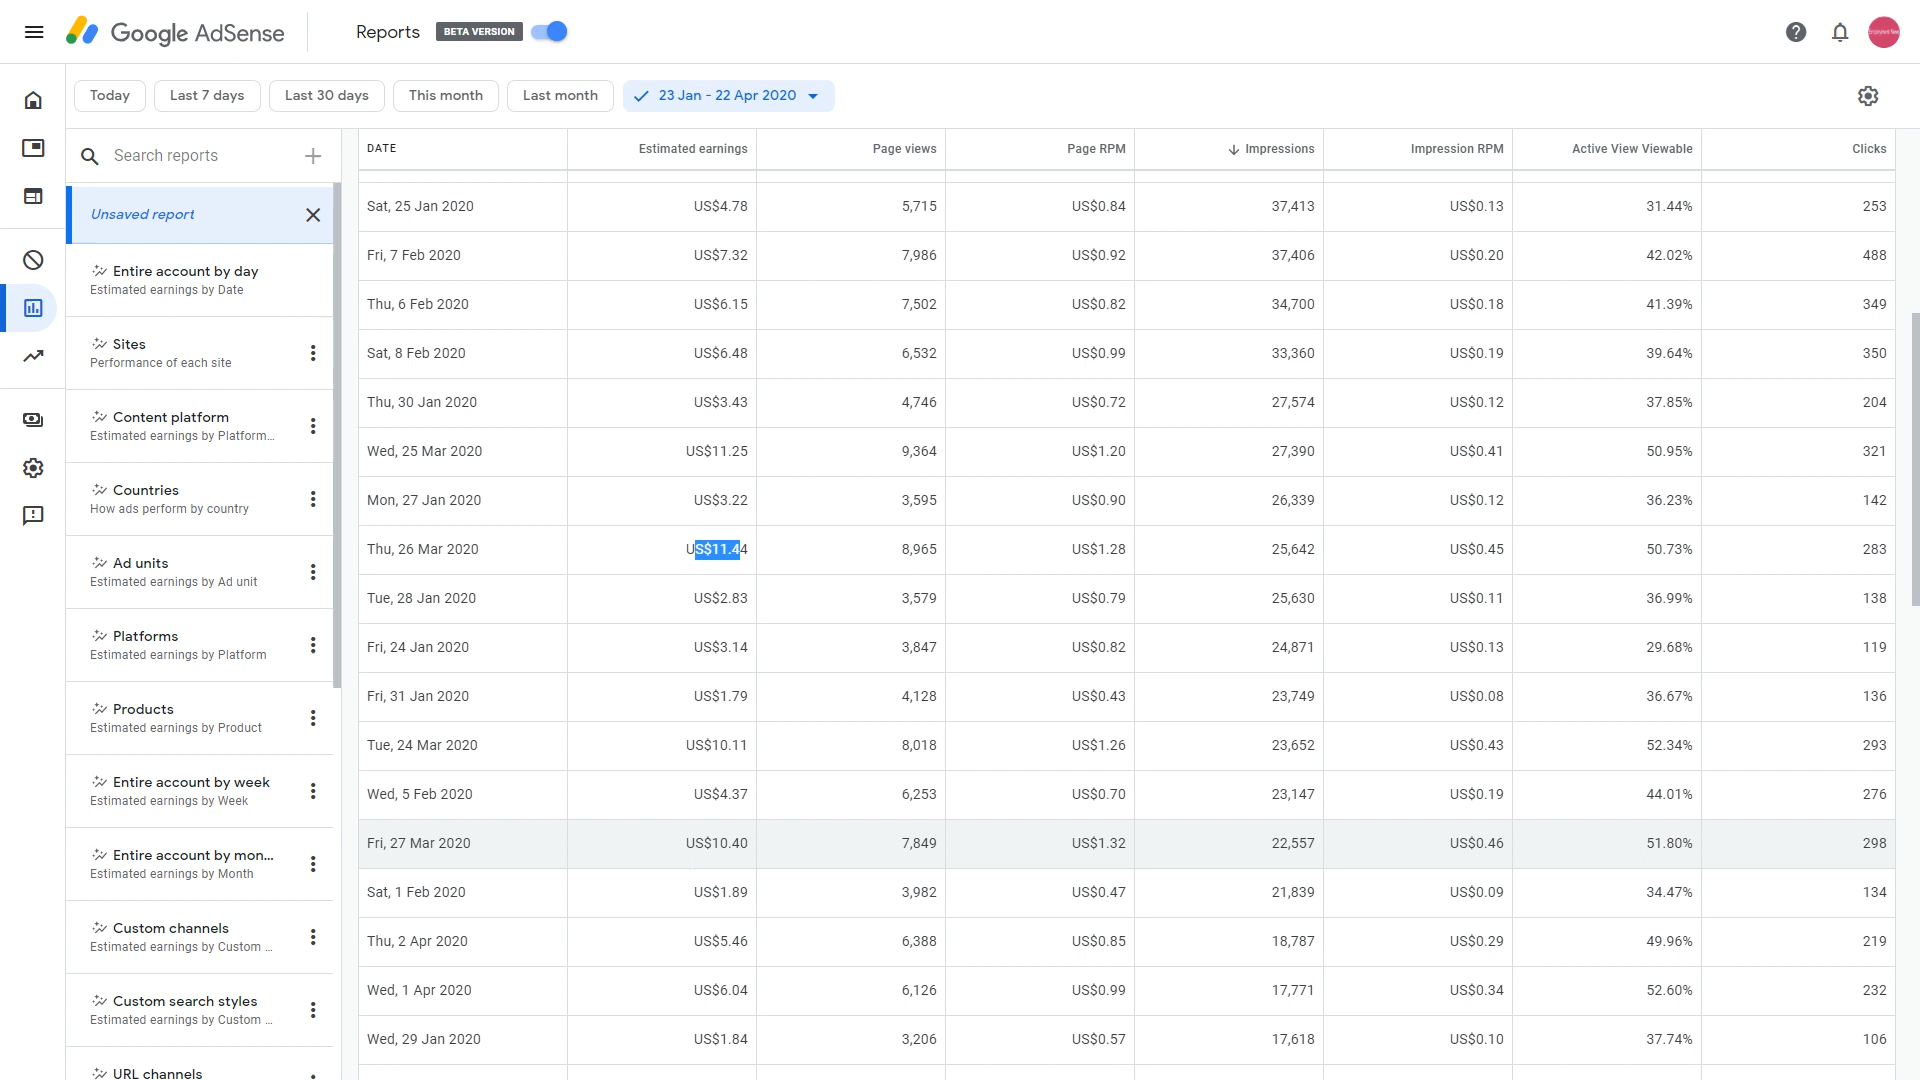 Google AdSense
Reports
BETA VERSION
Today
Last 7 days
Last 30 days
This month
Last month
23 Jan - 22 Apr 2020
Search reports
Unsaved report
Entire account by day
Estimated earnings by Date
Sites
Performance of each site
Content platform
Estimated earnings by Platform...
Countries
How ads perform by country
Ad units
Estimated earnings by Ad unit
Platforms
Estimated earnings by Platform
Products
Estimated earnings by Product
Entire account by week
Estimated earnings by Week
Entire account by mon...
Estimated earnings by Month
Custom channels
Estimated earnings by Custom ...
Custom search styles
Estimated earnings by Custom ...
URL channels
DATE Estimated earnings Page views Page RPM Impressions Impression RPM Active View Viewable Clicks
Sat, 25 Jan 2020 US$4.78 5,715 US$0.84 37,413 US$0.13 31.44% 253
Fri, 7 Feb 2020 US$7.32 7,986 US$0.92 37,406 US$0.20 42.02% 488
Thu, 6 Feb 2020 US$6.15 7,502 US$0.82 34,700 US$0.18 41.39% 349
Sat, 8 Feb 2020 US$6.48 6,532 US$0.99 33,360 US$0.19 39.64% 350
Thu, 30 Jan 2020 US$3.43 4,746 US$0.72 27,574 US$0.12 37.85% 204
Wed, 25 Mar 2020 US$11.25 9,364 US$1.20 27,390 US$0.41 50.95% 321
Mon, 27 Jan 2020 US$3.22 3,595 US$0.90 26,339 US$0.12 36.23% 142
Thu, 26 Mar 2020 US$11.44 8,965 US$1.28 25,642 US$0.45 50.73% 283
Tue, 28 Jan 2020 US$2.83 3,579 US$0.79 25,630 US$0.11 36.99% 138
Fri, 24 Jan 2020 US$3.14 3,847 US$0.82 24,871 US$0.13 29.68% 119
Fri, 31 Jan 2020 US$1.79 4,128 US$0.43 23,749 US$0.08 36.67% 136
Tue, 24 Mar 2020 US$10.11 8,018 US$1.26 23,652 US$0.43 52.34% 293
Wed, 5 Feb 2020 US$4.37 6,253 US$0.70 23,147 US$0.19 44.01% 276
Fri, 27 Mar 2020 US$10.40 7,849 US$1.32 22,557 US$0.46 51.80% 298
Sat, 1 Feb 2020 US$1.89 3,982 US$0.47 21,839 US$0.09 34.47% 134
Thu, 2 Apr 2020 US$5.46 6,388 US$0.85 18,787 US$0.29 49.96% 219
Wed, 1 Apr 2020 US$6.04 6,126 US$0.99 17,771 US$0.34 52.60% 232
Wed, 29 Jan 2020 US$1.84 3,206 US$0.57 17,618 US$0.10 37.74% 106